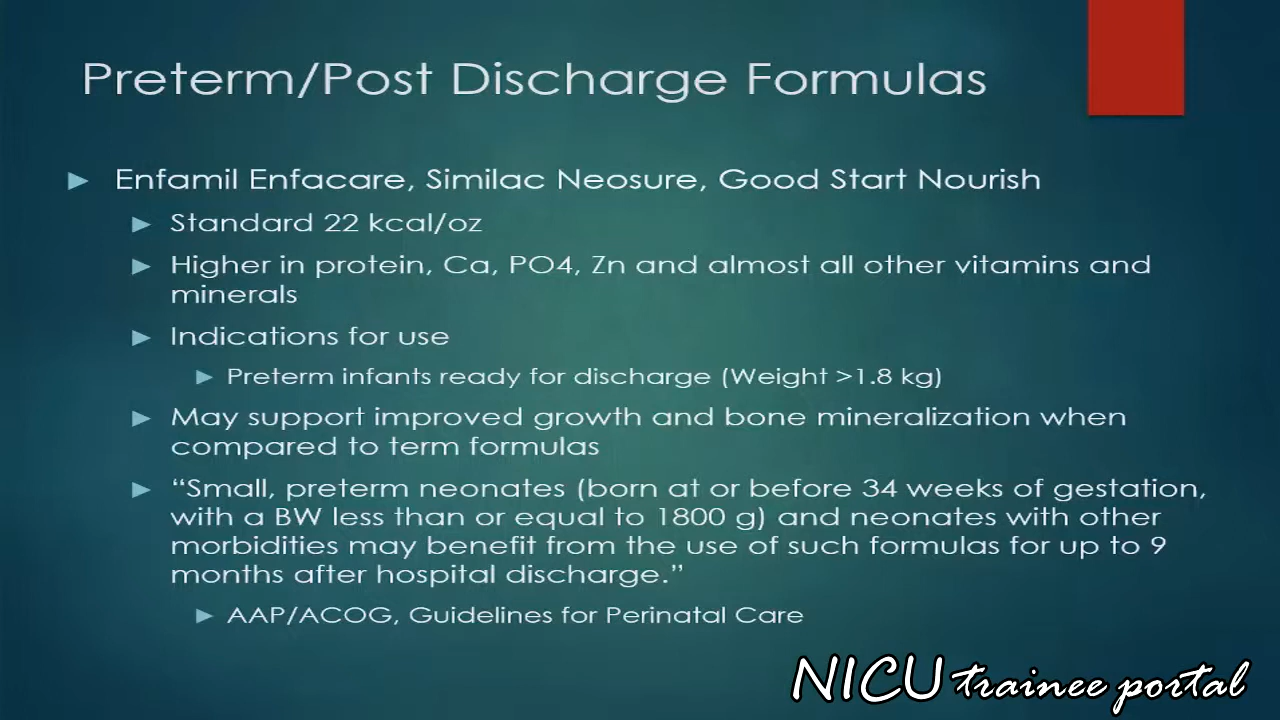 Preterm/Post Discharge Formulas
Enfamil Enfacare, Similac Neosure, Good Start Nourish
Standard 22 kcal/oz
Higher in protein, Ca, PO4, Zn and almost all other vitamins and
minerals
Indications for use
Preterm infants ready for discharge (Weight >1.8 kg)
May support improved growth and bone mineralization when
compared to term formulas
“Small, preterm neonates (born at or before 34 weeks of gestation,
with a BW less than or equal to 1800 g) and neonates with other
morbidities may benefit from the use of such formulas for up to 9
months after hospital discharge.”
AAP/ACOG, Guidelines for Perinatal Care
NICU trainee portal